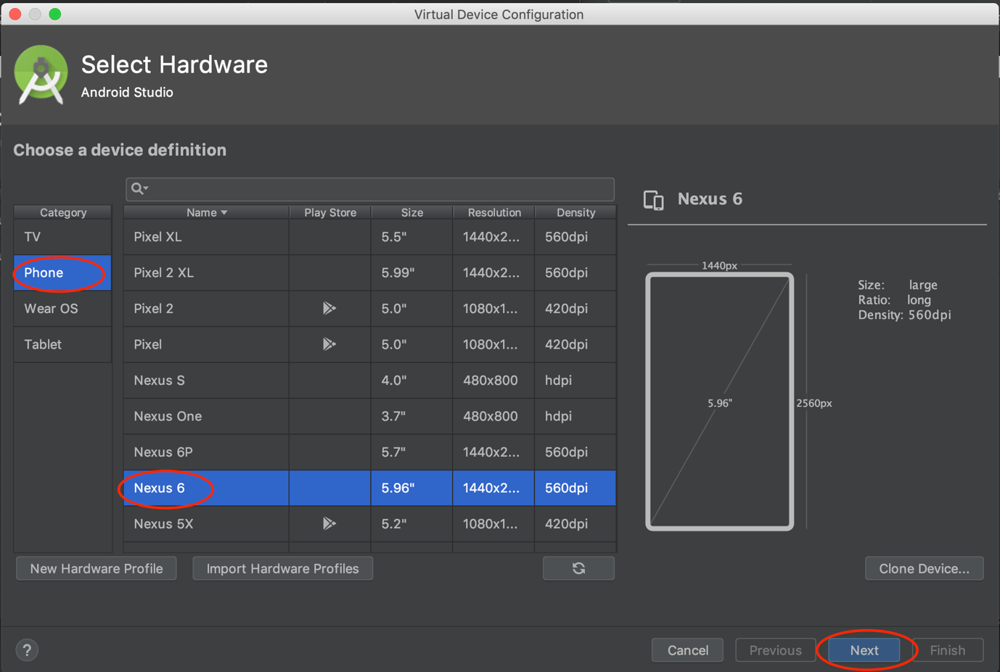 Virtual Device Configuration
Select Hardware
Android Studio
Choose a device definition
Category
TV
Phone
Wear OS
Tablet
Name Play Store Size Resolution Density
Pixel XL 5.5" 1440x2... 560dpi
Pixel 2 XL 5.99" 1440x2... 560dpi
Pixel 2 5.0" 1080x1... 420dpi
Pixel 5.0" 1080x1... 420dpi
Nexus S 4.0" 480x800 hdpi
Nexus One 3.7" 480x800 hdpi
Nexus 6P 5.7" 1440x2... 560dpi
Nexus 6 5.96" 1440x2... 560dpi
Nexus 5X 5.2" 1080x1... 420dpi
Nexus 6
1440px
5.96"
2560px
Size: large
Ratio: long
Density: 560dpi
New Hardware Profile Import Hardware Profiles Clone Device...
? Cancel Previous Next Finish